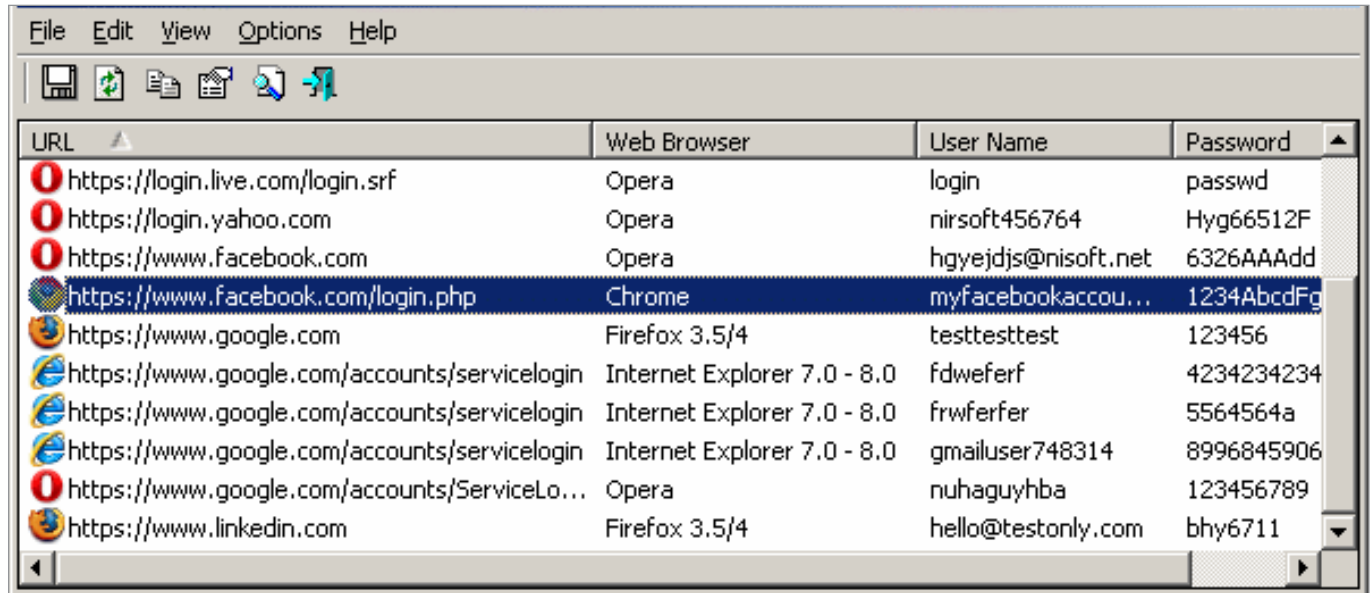 File Edit View Options Help
URL Web Browser User Name Password
https://login.live.com/login.srf Opera login passwd
https://login.yahoo.com Opera nirsoft456764 Hyg66512F
https://www.facebook.com Opera hgyejdjs@nisoft.net 6326AAAdd
https://www.facebook.com/login.php Chrome myfacebookaccou... 1234AbcdFg
https://www.google.com Firefox 3.5/4 testtesttest 123456
https://www.google.com/accounts/servicelogin Internet Explorer 7.0 - 8.0 fdweferf 4234234234
https://www.google.com/accounts/servicelogin Internet Explorer 7.0 - 8.0 frwferfer 5564564a
https://www.google.com/accounts/servicelogin Internet Explorer 7.0 - 8.0 gmailuser748314 8996845906
https://www.google.com/accounts/ServiceLo... Opera nuhaguyhba 123456789
https://www.linkedin.com Firefox 3.5/4 hello@testonly.com bhy6711